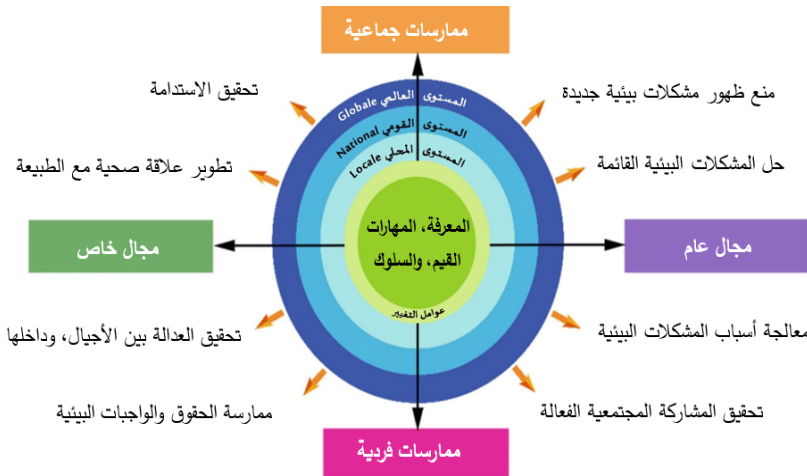 ممارسات جماعية
منع ظهور مشكلات بيئية جديدة
تحقيق الاستدامة
المستوى العالمي Globale
المستوى القومي National
المستوى المحلي Locale
حل المشكلات البيئية القائمة
تطوير علاقة صحية مع الطبيعة
المعرفة، المهارات
القيم، والسلوك
مجال عام
مجال خاص
عوامل التغيير
معالجة أسباب المشكلات البيئية
تحقيق العدالة بين الأجيال، وداخلها
تحقيق المشاركة المجتمعية الفعالة
ممارسة الحقوق والواجبات البيئية
ممارسات فردية